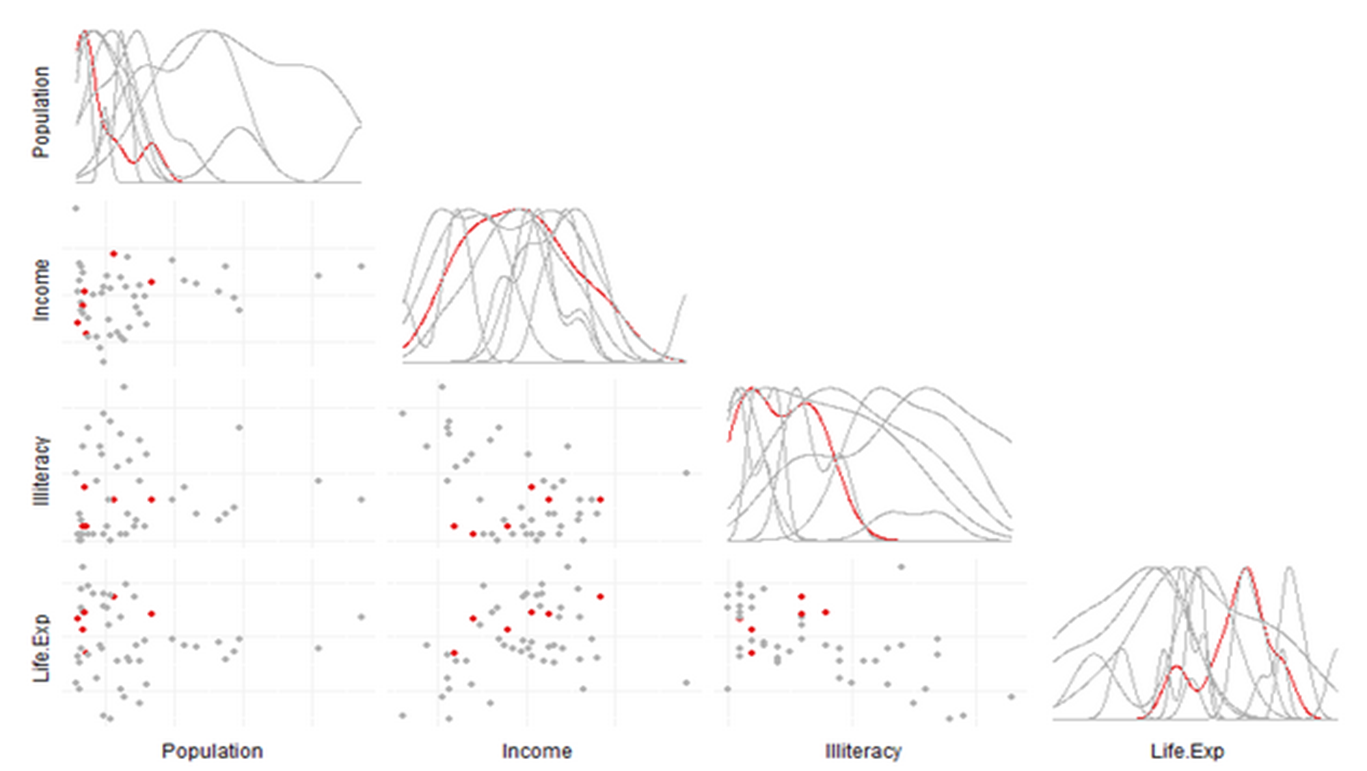 Population
Income
Illiteracy
Life.Exp
Population
Income
Illiteracy
Life.Exp